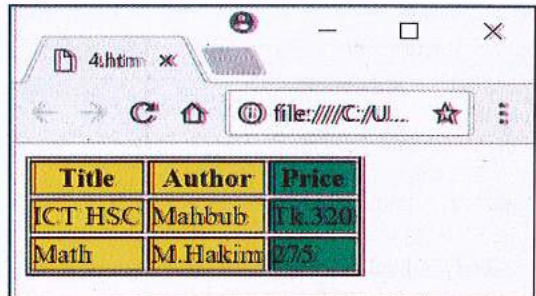 4.htm
file://///C:/U...
Title Author Price
ICT HSC Mahbub Tk.320
Math M.Hakim 275